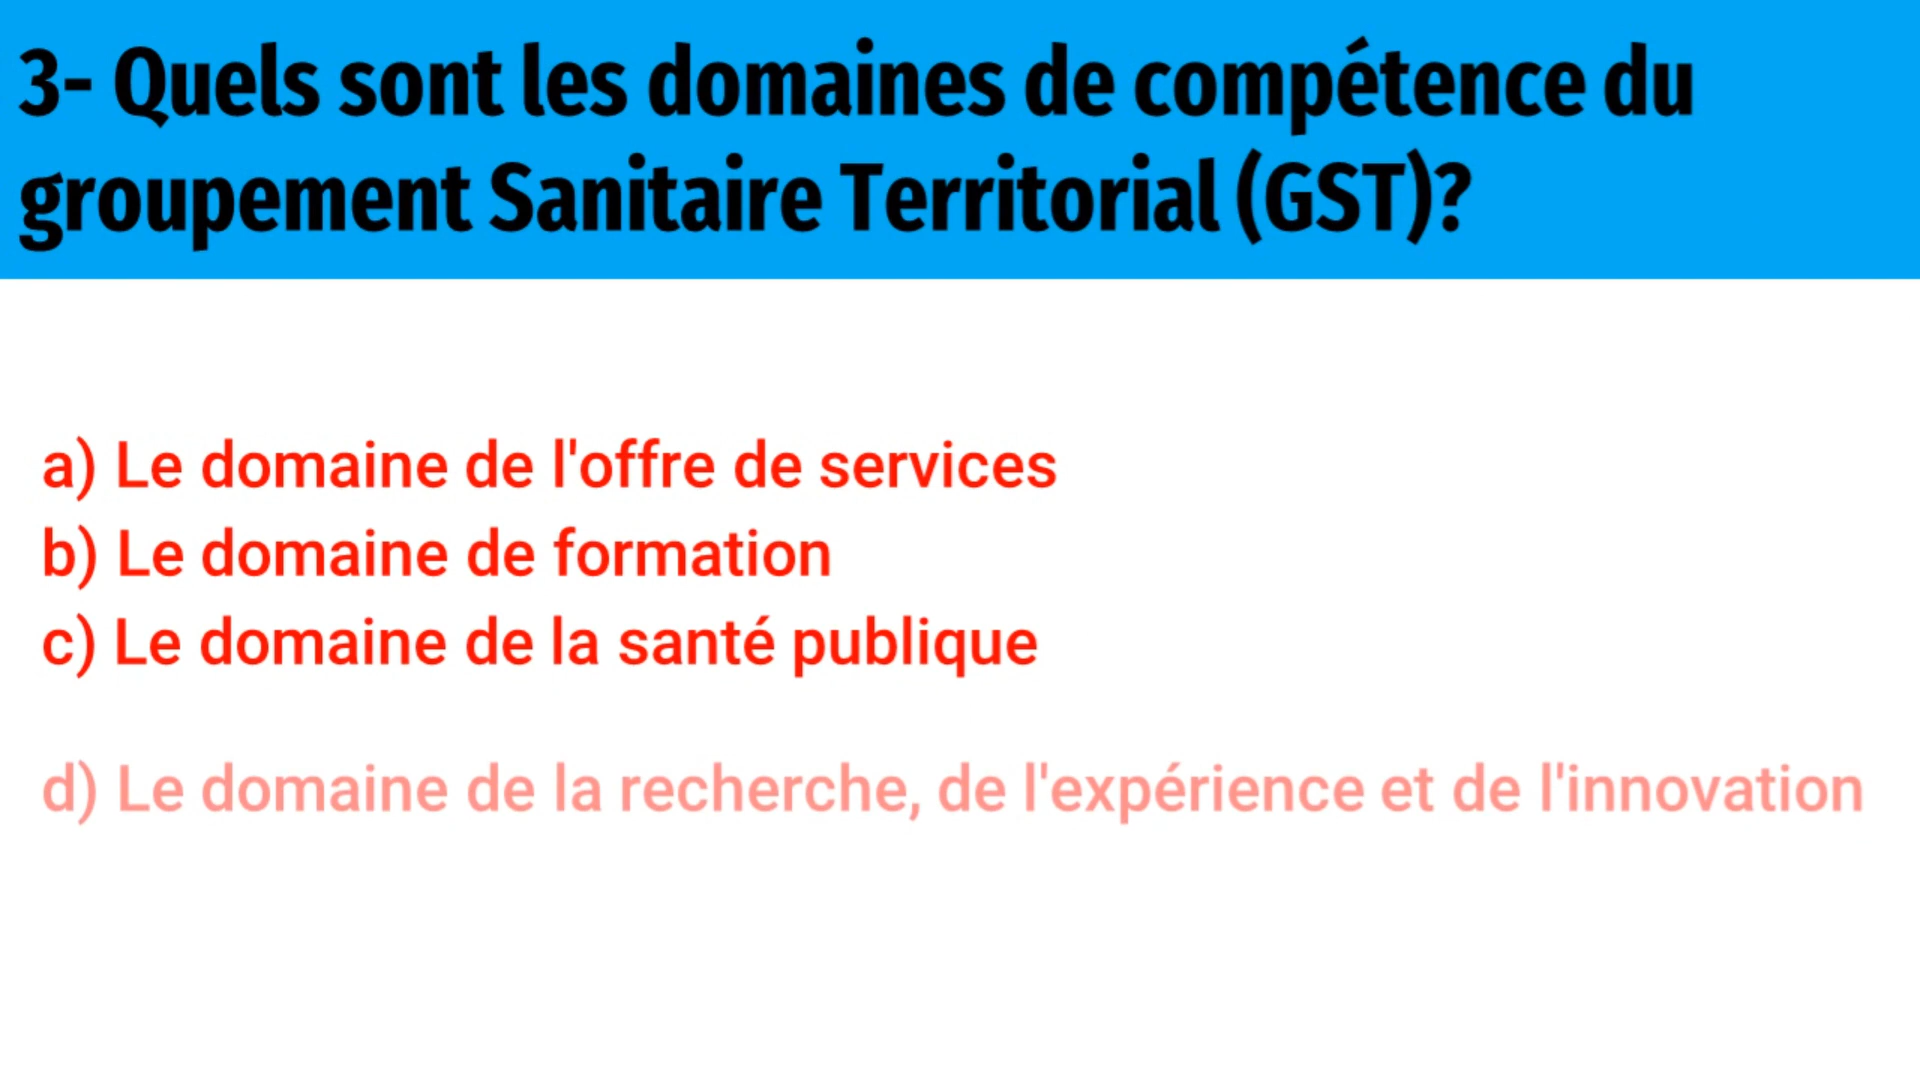 3- Quels sont les domaines de compétence du
groupement Sanitaire Territorial (GST)?
a) Le domaine de l'offre de services
b) Le domaine de formation
c) Le domaine de la santé publique
d) Le domaine de la recherche, de l'expérience et de l'innovation